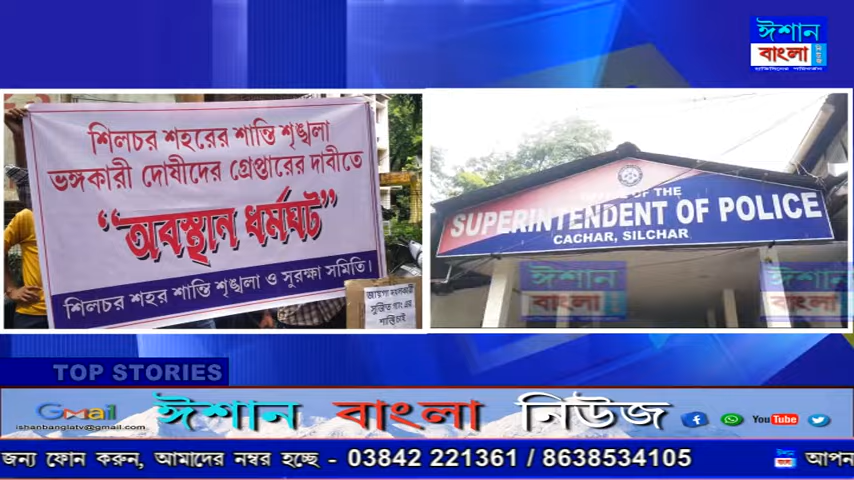 ঈশান
বাংলা
শিলচর শহরের শান্তি শৃঙ্খলা
ভঙ্গকারী দোষীদের গ্রেপ্তারের দাবীতে
“অবস্থান ধর্মঘট”
শিলচর শহর শান্তি শৃঙ্খলা ও সুরক্ষা সমিতি।
শাস্তি চাই
OF THE
SUPERINTENDENT OF POLICE
CACHAR, SILCHAR
ঈশান
বাংলা
ঈশান
বাংলা
TOP STORIES
Gmail
ishanbanglatv@gmail.com
ঈশান বাংলা নিউজ
YouTube
জন্য ফোন করুন, আমাদের নম্বর হচ্ছে - 03842 221361 / 8638534105
আপন